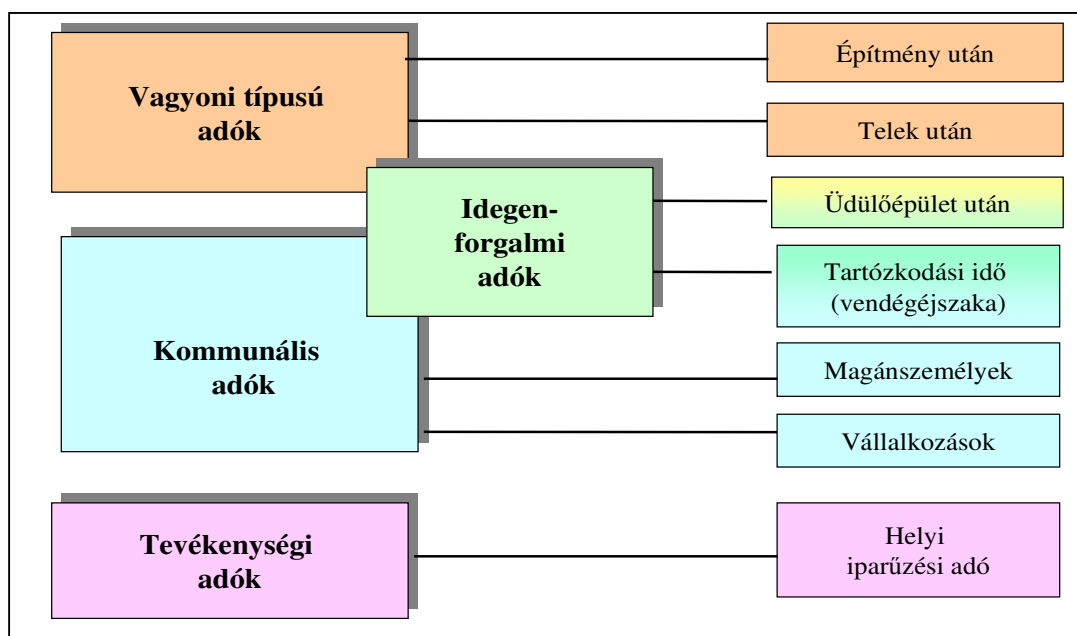 Vagyoni típusú
adók
Építmény után
Telek után
Idegen-
forgalmi
adók
Üdülőépület után
Tartózkodási idő
(vendégéjszaka)
Kommunális
adók
Magánszemélyek
Vállalkozások
Tevékenységi
adók
Helyi
iparűzési adó